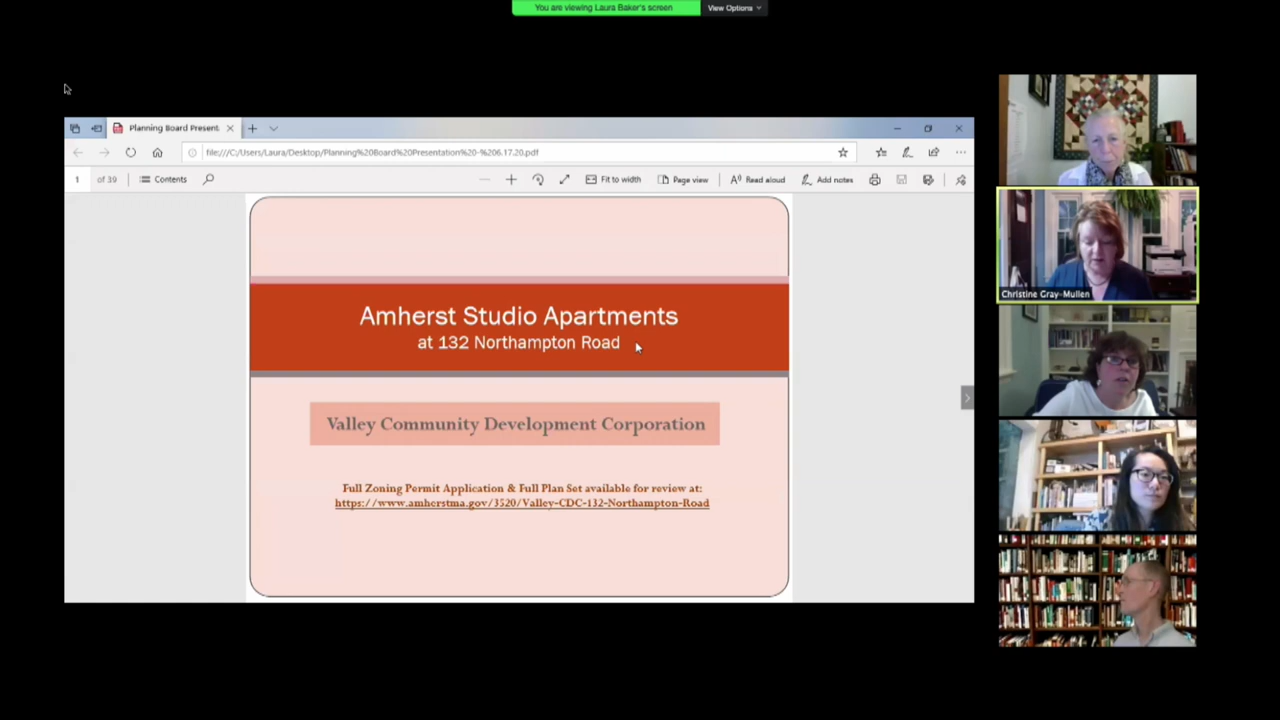 You are viewing Laura Baker's screen View Options
Planning Board Present
file:///C:/Users/Laura/Desktop/Planning%20Board%20Presentation%20-%206.17.20.pdf
1 of 39 Contents Fit to width Page view Read aloud Add notes
Amherst Studio Apartments
at 132 Northampton Road
Valley Community Development Corporation
Full Zoning Permit Application & Full Plan Set available for review at:
https://www.amherstma.gov/3520/Valley-CDC-132-Northampton-Road
Christine Gray-Mullen